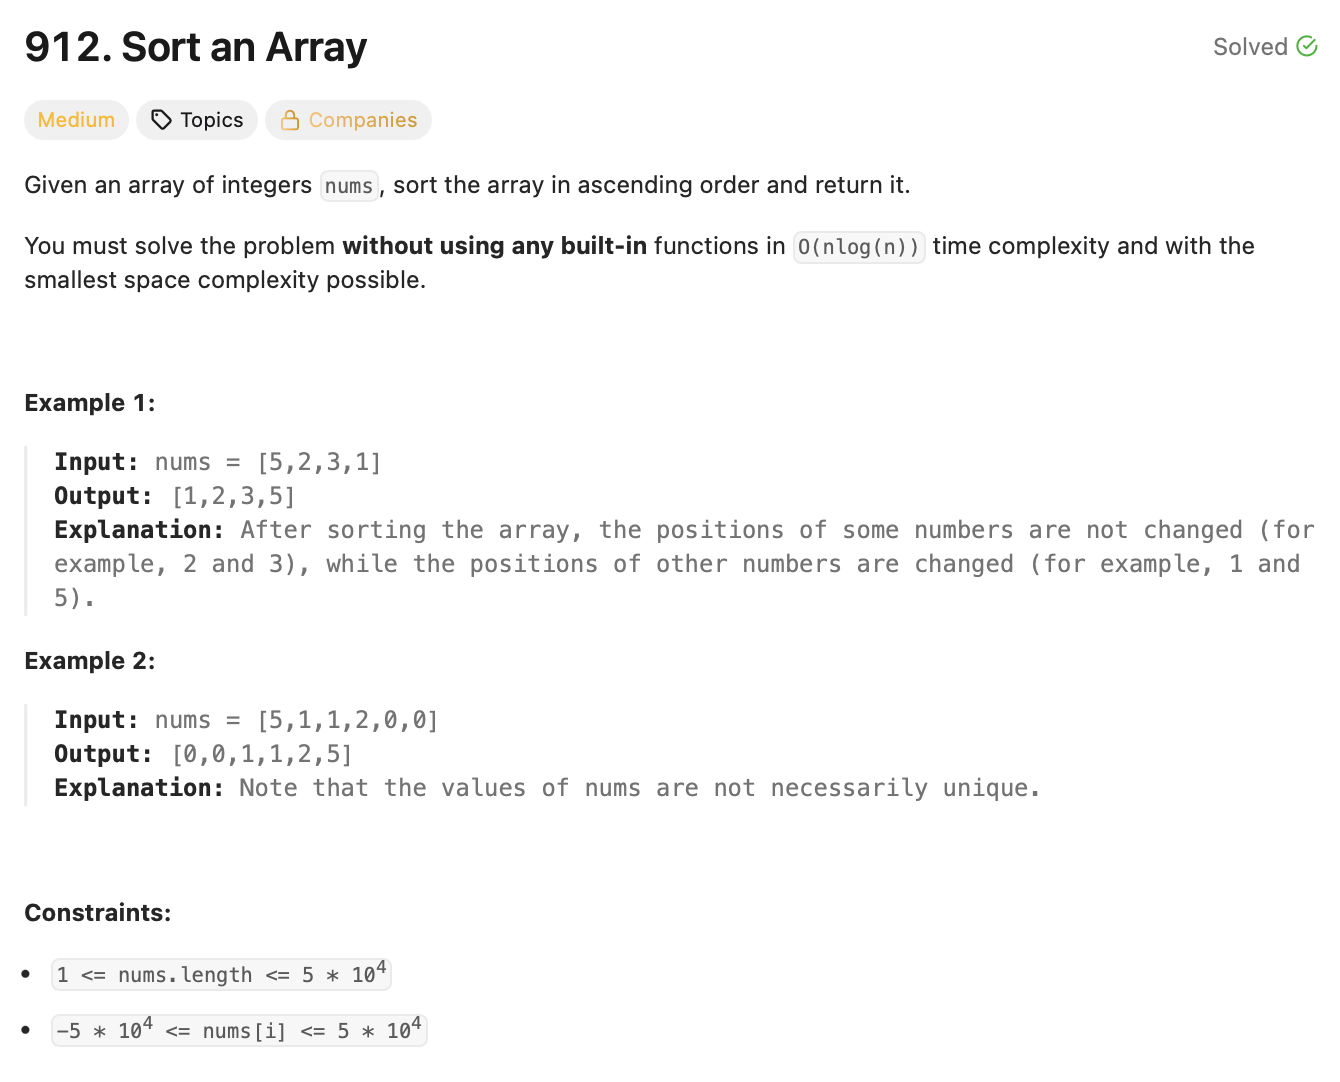 912. Sort an Array
Solved
Medium
Topics
Companies
Given an array of integers nums, sort the array in ascending order and return it.
You must solve the problem without using any built-in functions in O(nlog(n)) time complexity and with the
smallest space complexity possible.
Example 1:
Input: nums = [5,2,3,1]
Output: [1,2,3,5]
Explanation: After sorting the array, the positions of some numbers are not changed (for
example, 2 and 3), while the positions of other numbers are changed (for example, 1 and
5).
Example 2:
Input: nums = [5,1,1,2,0,0]
Output: [0,0,1,1,2,5]
Explanation: Note that the values of nums are not necessarily unique.
Constraints:
• 1 <= nums.length <= 5 * 10⁴
• -5 * 10⁴ <= nums[i] <= 5 * 10⁴